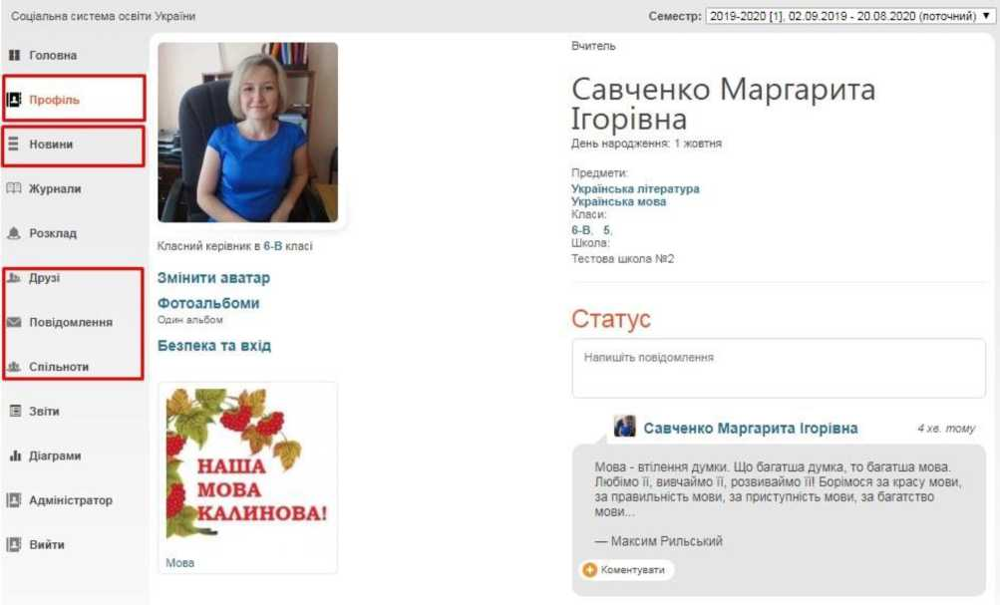 Соціальна система освіти України
Семестр: 2019-2020 [1], 02.09.2019 - 20.08.2020 (поточний)
Головна
Профіль
Новини
Журнали
Розклад
Друзі
Повідомлення
Спільноти
Звіти
Діаграми
Адміністратор
Вийти
Класний керівник в 6-В класі
Змінити аватар
Фотоальбоми
Один альбом
Безпека та вхід
НАША
МОВА
КАЛИНОВА!
Мова
Вчитель
Савченко Маргарита
Ігорівна
День народження: 1 жовтня
Предмети:
Українська література
Українська мова
Класи:
6-В, 5,
Школа:
Тестова школа №2
Статус
Напишіть повідомлення
Савченко Маргарита Ігорівна
4 хв. тому
Мова - втілення думки. Що багатша думка, то багатша мова.
Любімо її, вивчаймо її, розвиваймо її! Борімося за красу мови,
за правильність мови, за приступність мови, за багатство
мови...
— Максим Рильський
Коментувати